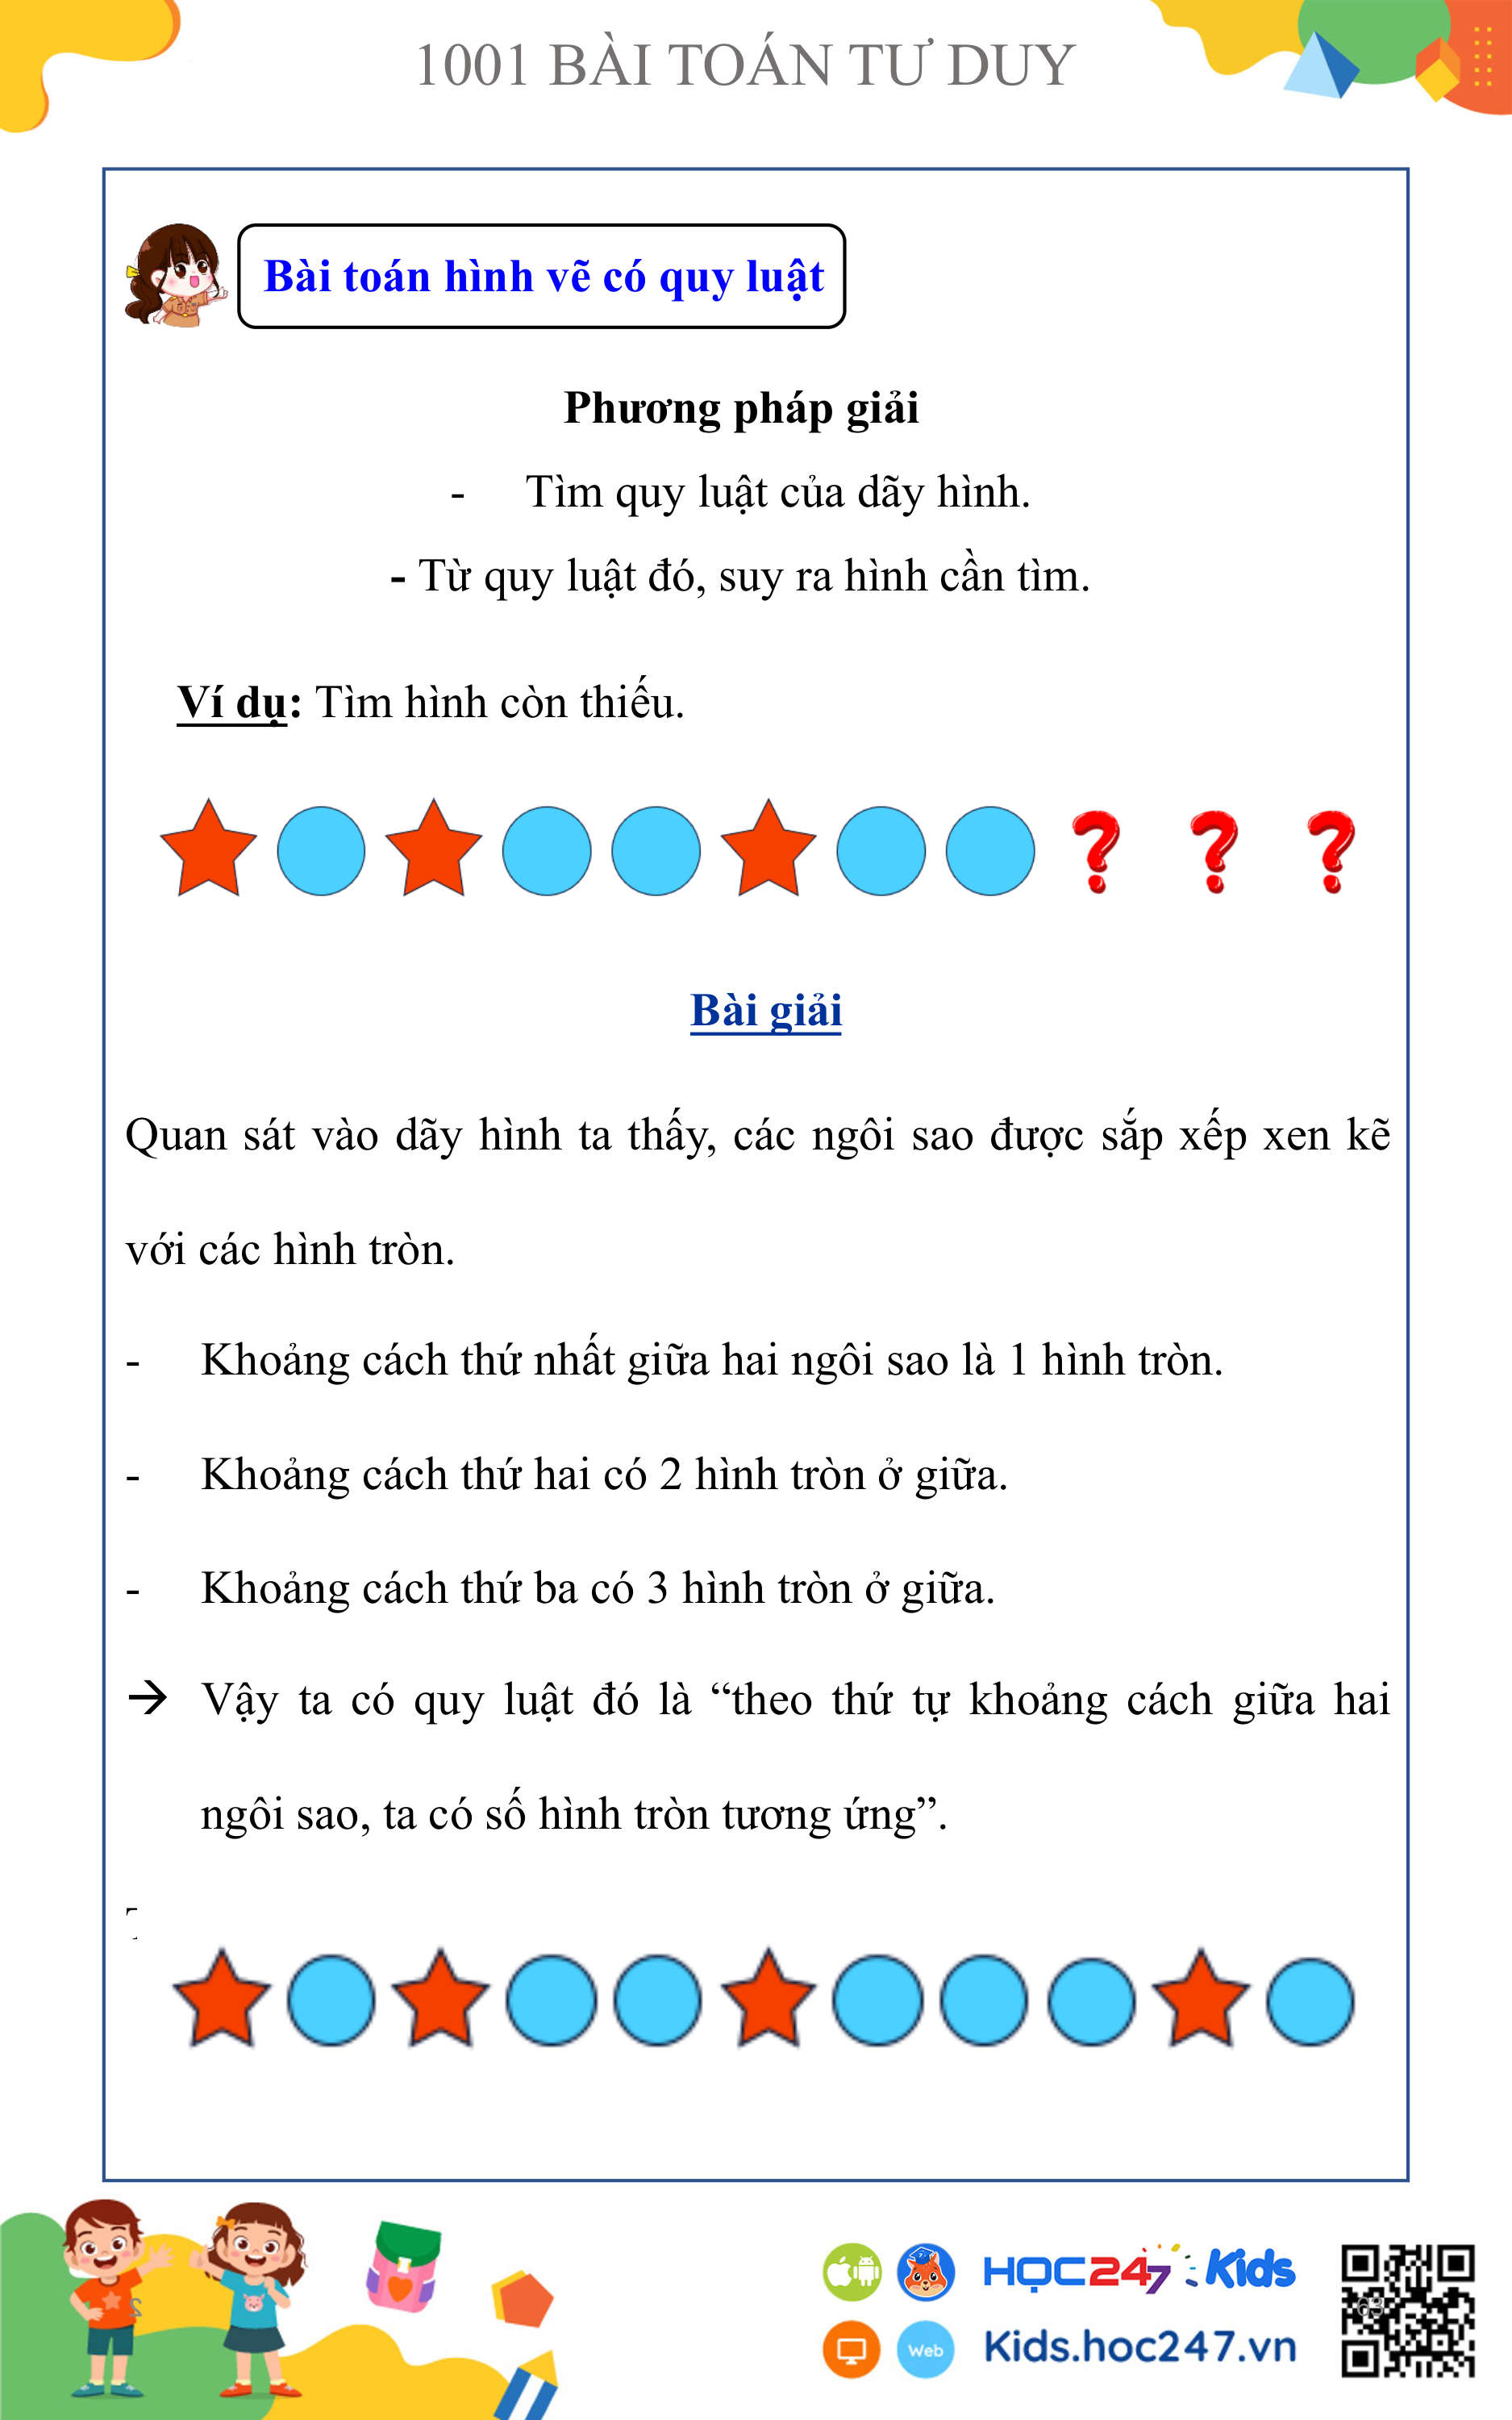 1001 BÀI TOÁN TƯ DUY
Bài toán hình vẽ có quy luật
Phương pháp giải
- Tìm quy luật của dãy hình.
- Từ quy luật đó, suy ra hình cần tìm.
Ví dụ: Tìm hình còn thiếu.
? ? ?
Bài giải
Quan sát vào dãy hình ta thấy, các ngôi sao được sắp xếp xen kẽ
với các hình tròn.
- Khoảng cách thứ nhất giữa hai ngôi sao là 1 hình tròn.
- Khoảng cách thứ hai có 2 hình tròn ở giữa.
- Khoảng cách thứ ba có 3 hình tròn ở giữa.
→ Vậy ta có quy luật đó là “theo thứ tự khoảng cách giữa hai
ngôi sao, ta có số hình tròn tương ứng”.
2
HỌC247 Kids
63
Web
Kids.hoc247.vn